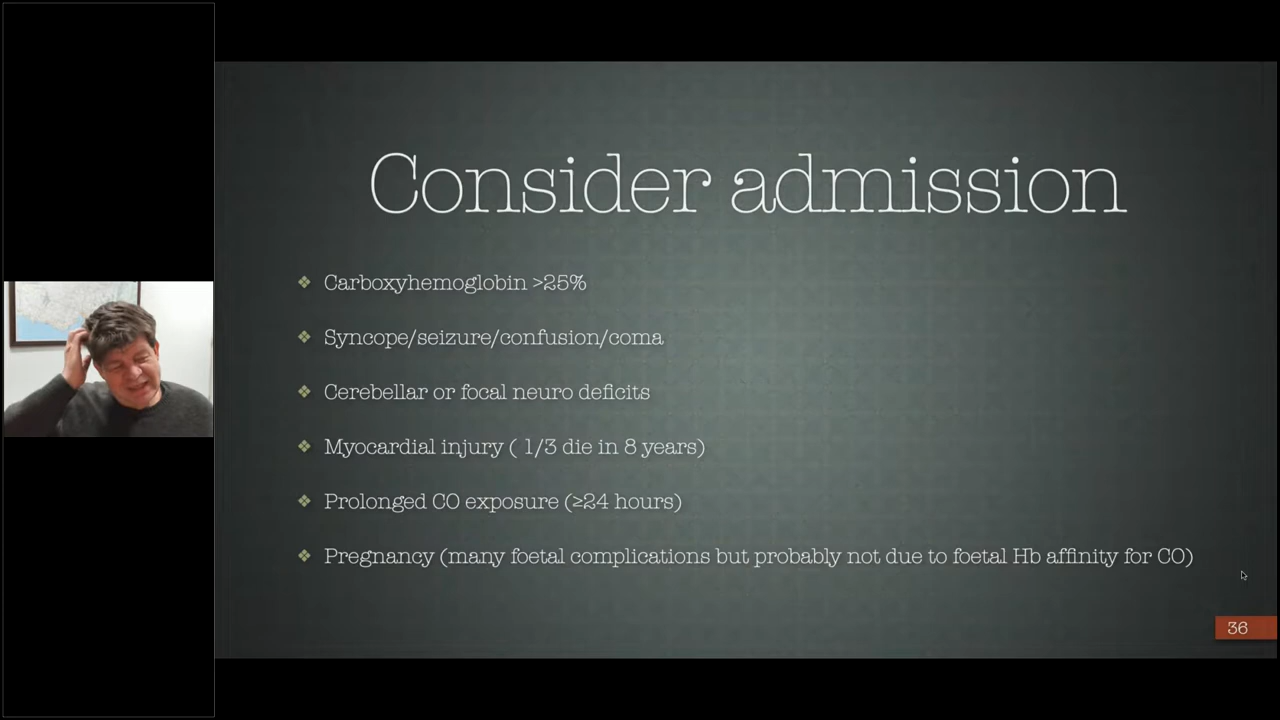 Consider admission
Carboxyhemoglobin >25%
Syncope/seizure/confusion/coma
Cerebellar or focal neuro deficits
Myocardial injury ( 1/3 die in 8 years)
Prolonged CO exposure (≥24 hours)
Pregnancy (many foetal complications but probably not due to foetal Hb affinity for CO)
36